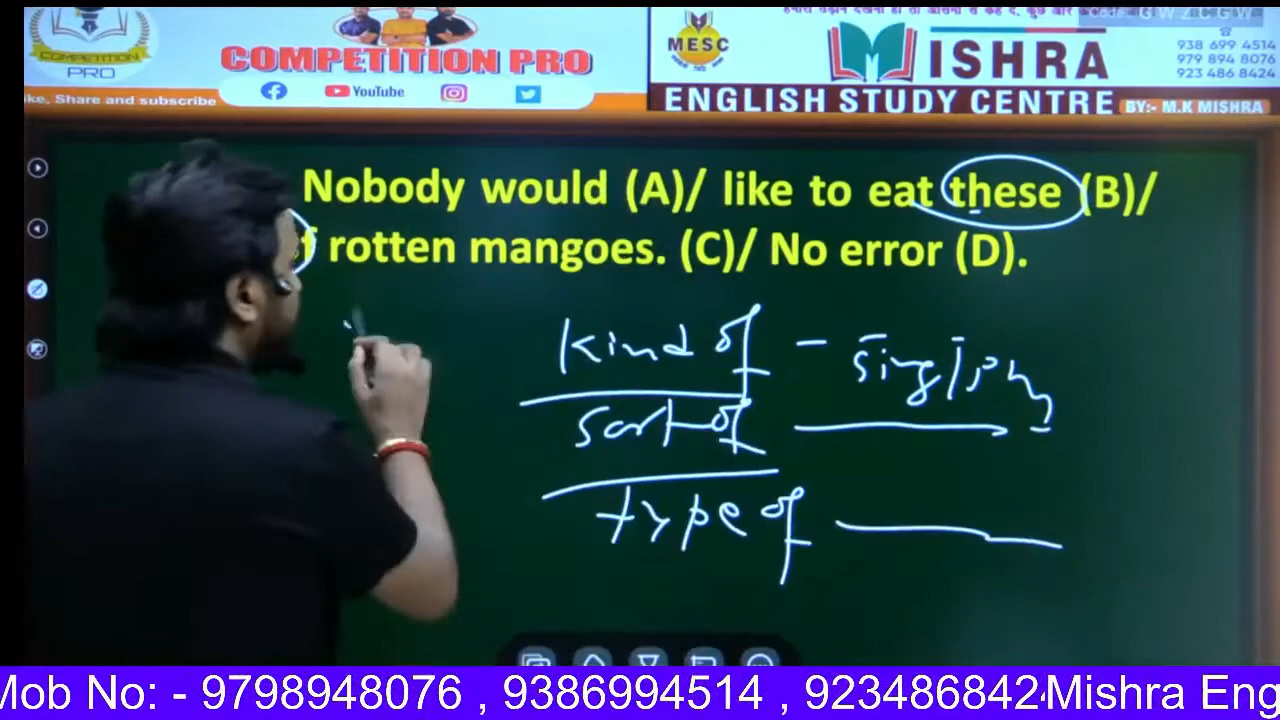 COMPETITION PRO
COMPETITION PRO
YouTube
ke, Share and subscribe
MESC
ISHRA
ENGLISH STUDY CENTRE
BY:- M.K MISHRA
938 699 4514
979 894 8076
923 486 8424
Nobody would (A)/ like to eat these (B)/
f rotten mangoes. (C)/ No error (D).
kind of – sing/
sort of
type of
Mob No: - 9798948076 , 9386994514 , 923486842
Mishra Eng